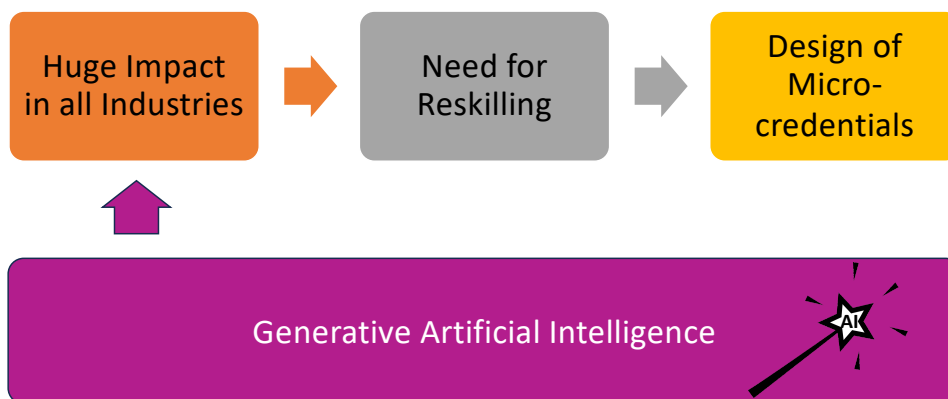 Huge Impact
in all Industries
Need for
Reskilling
Design of
Micro-
credentials
Generative Artificial Intelligence
AI